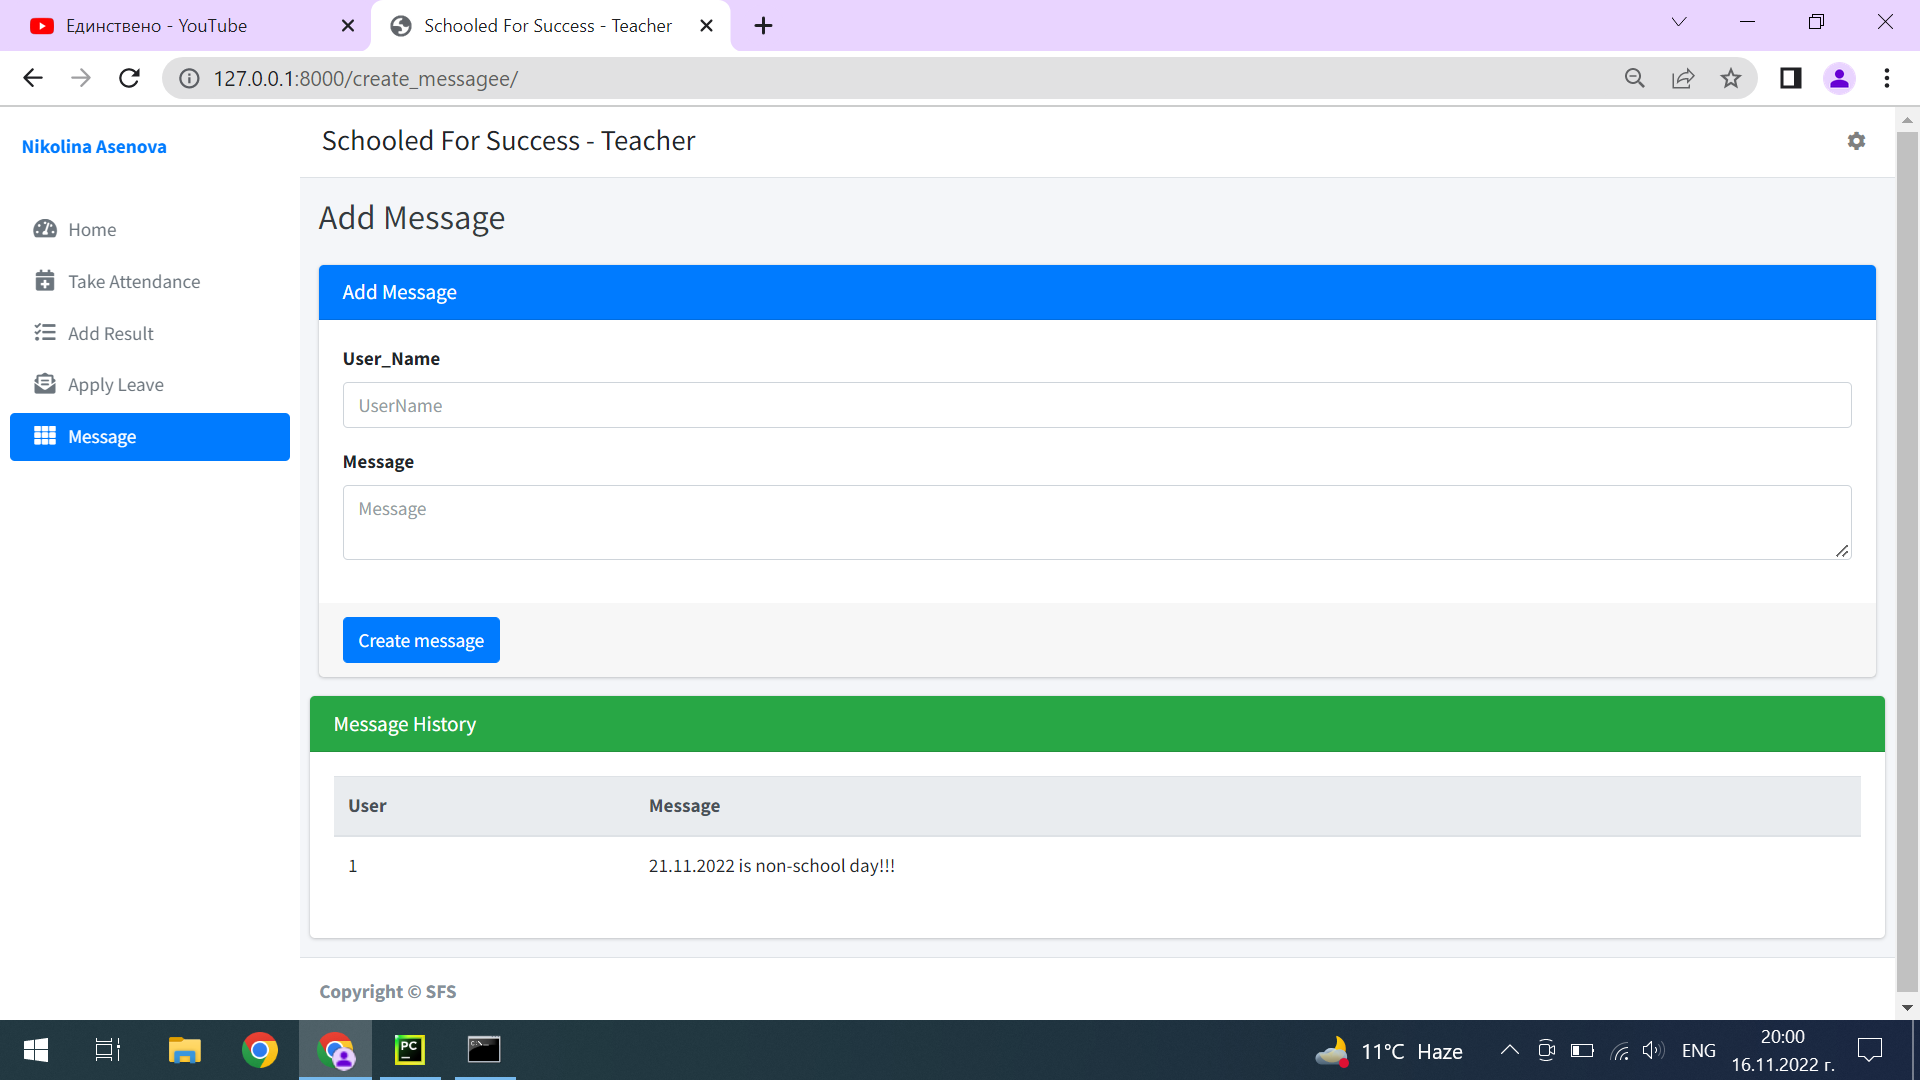 Единствено - YouTube
Schooled For Success - Teacher
127.0.0.1:8000/create_messagee/
Nikolina Asenova
Schooled For Success - Teacher
Home
Take Attendance
Add Result
Apply Leave
Message
Add Message
Add Message
User_Name
UserName
Message
Message
Create message
Message History
User Message
1 21.11.2022 is non-school day!!!
Copyright © SFS
PC
C:\
11°C Haze
ENG
20:00
16.11.2022 г.